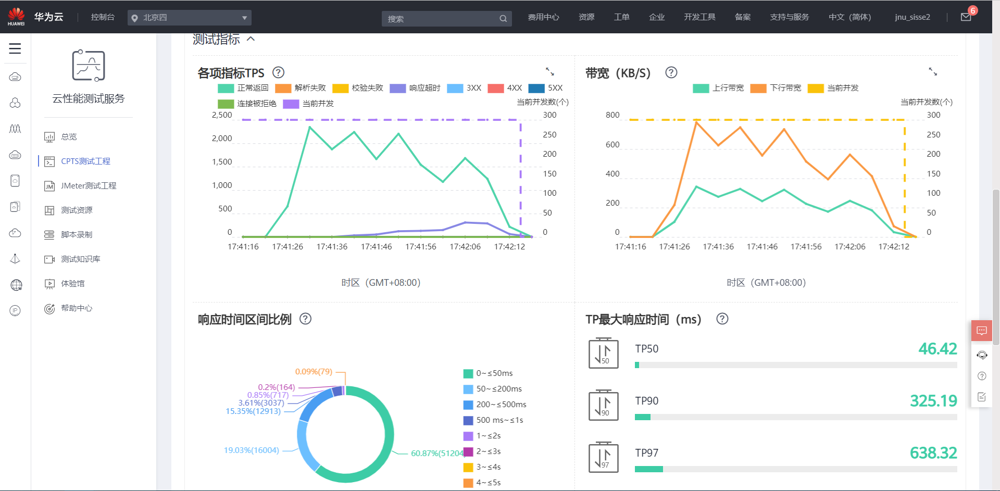 HUAWEI
华为云
控制台
北京四
搜索
费用中心
资源
工单
企业
开发工具
备案
支持与服务
中文（简体）
jnu_sisse2
6
云性能测试服务
总览
CPTS测试工程
JMeter测试工程
测试资源
脚本录制
测试知识库
体验馆
帮助中心
测试指标
各项指标TPS
正常返回 解析失败 校验失败 响应超时 3XX 4XX 5XX
连接被拒绝 当前并发
当前并发数(个)
2,500
2,000
1,500
1,000
500
0
300
250
200
150
100
50
0
17:41:16 17:41:26 17:41:36 17:41:46 17:41:56 17:42:06 17:42:12
时区（GMT+08:00）
带宽（KB/S）
上行带宽 下行带宽 当前并发
当前并发数(个)
800
600
400
200
0
300
250
200
150
100
50
0
17:41:16 17:41:26 17:41:36 17:41:46 17:41:56 17:42:06 17:42:12
时区（GMT+08:00）
响应时间区间比例
0.09%(79)
0.2%(164)
0.85%(717)
3.61%(3037)
15.35%(12913)
19.03%(16004)
60.87%(51204
0~≤50ms
50~≤200ms
200~≤500ms
500 ms~≤1s
1~≤2s
2~≤3s
3~≤4s
4~≤5s
TP最大响应时间（ms）
50
TP50
46.42
90
TP90
325.19
97
TP97
638.32
JM
IP
W